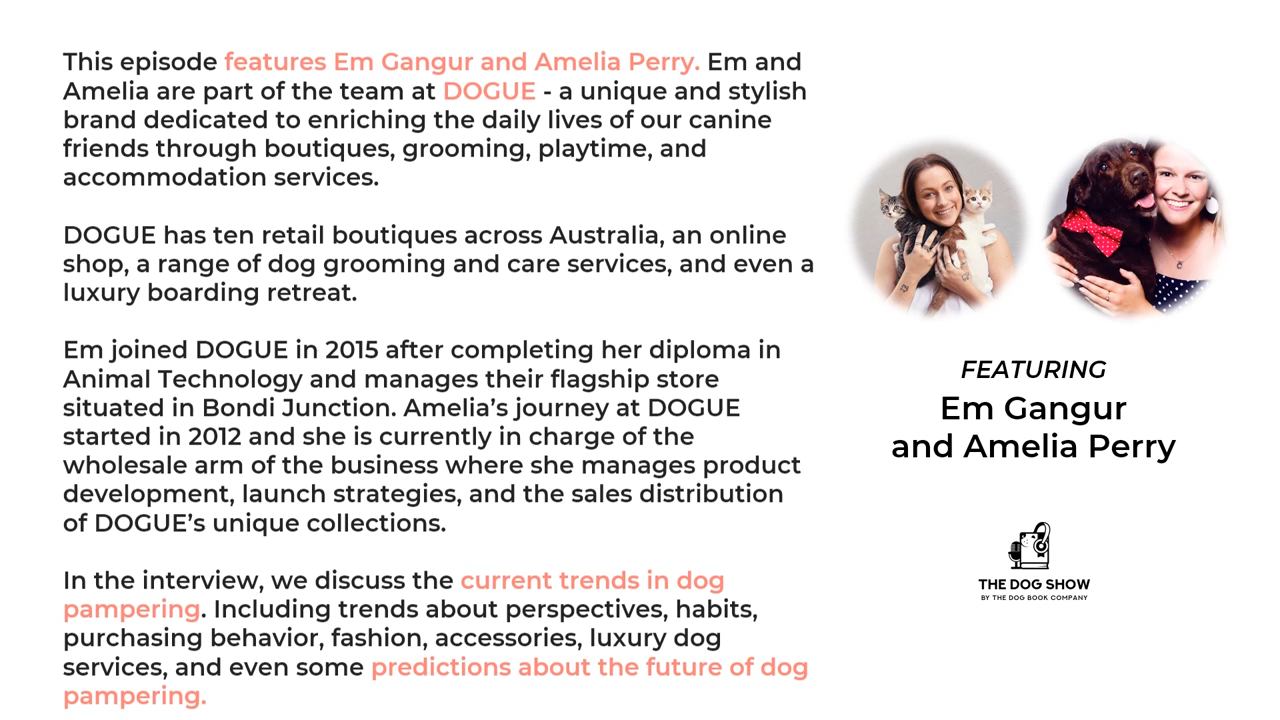 This episode features Em Gangur and Amelia Perry. Em and
Amelia are part of the team at DOGUE - a unique and stylish
brand dedicated to enriching the daily lives of our canine
friends through boutiques, grooming, playtime, and
accommodation services.
DOGUE has ten retail boutiques across Australia, an online
shop, a range of dog grooming and care services, and even a
luxury boarding retreat.
Em joined DOGUE in 2015 after completing her diploma in
Animal Technology and manages their flagship store
situated in Bondi Junction. Amelia’s journey at DOGUE
started in 2012 and she is currently in charge of the
wholesale arm of the business where she manages product
development, launch strategies, and the sales distribution
of DOGUE’s unique collections.
In the interview, we discuss the current trends in dog
pampering. Including trends about perspectives, habits,
purchasing behavior, fashion, accessories, luxury dog
services, and even some predictions about the future of dog
pampering.
FEATURING
Em Gangur
and Amelia Perry
THE DOG SHOW
BY THE DOG BOOK COMPANY